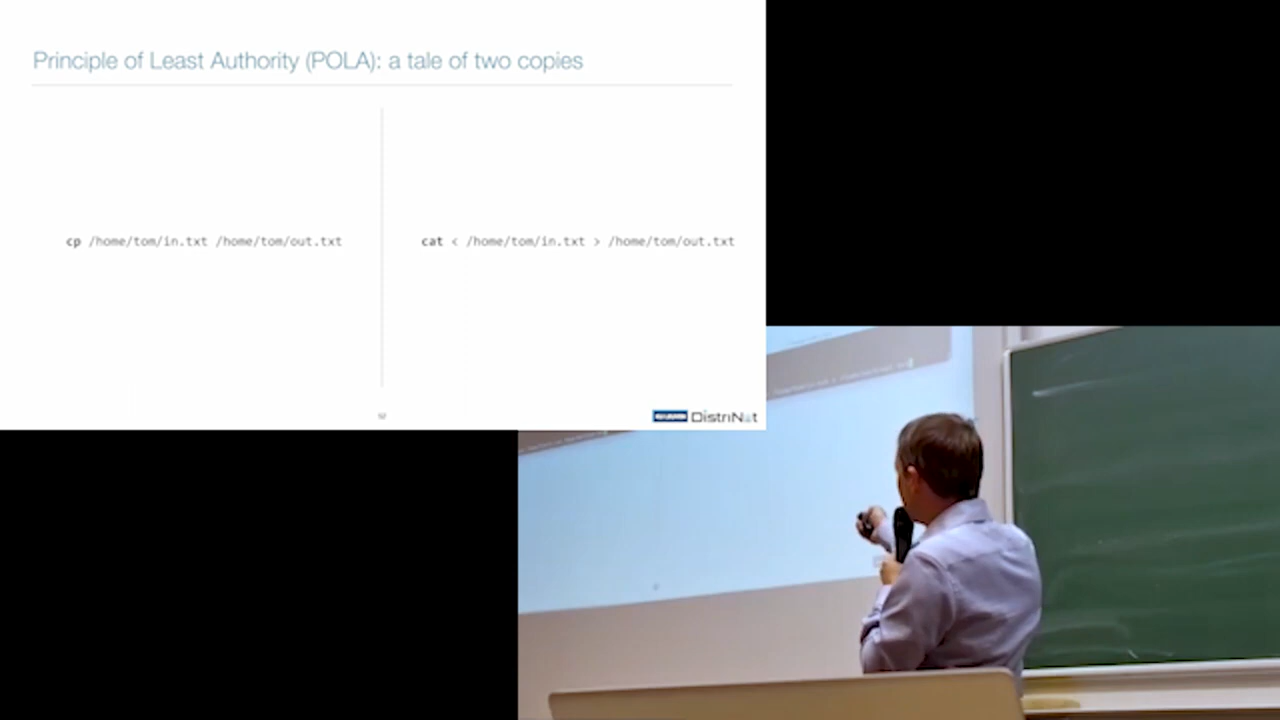 Principle of Least Authority (POLA): a tale of two copies
cp /home/tom/in.txt /home/tom/out.txt
cat < /home/tom/in.txt > /home/tom/out.txt
DistriNet